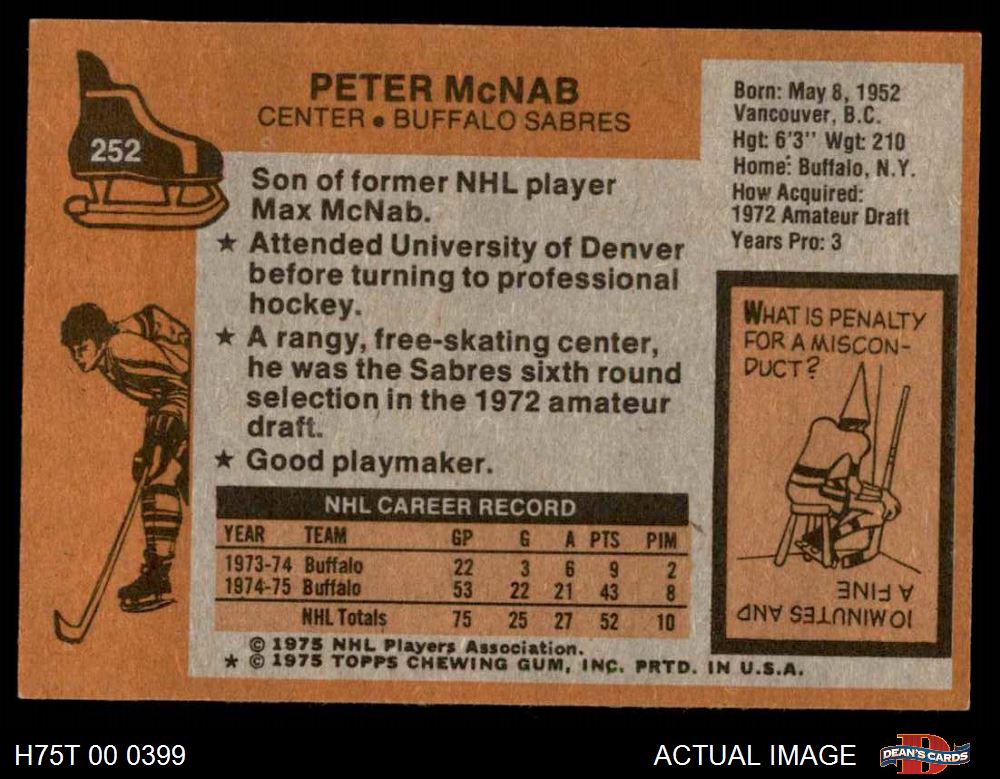 252
PETER McNAB
CENTER • BUFFALO SABRES
Son of former NHL player
Max McNab.
★ Attended University of Denver
before turning to professional
hockey.
★ A rangy, free-skating center,
he was the Sabres sixth round
selection in the 1972 amateur
draft.
★ Good playmaker.
Born: May 8, 1952
Vancouver, B.C.
Hgt: 6'3" Wgt: 210
Home: Buffalo, N.Y.
How Acquired:
1972 Amateur Draft
Years Pro: 3
WHAT IS PENALTY
FOR A MISCON-
DUCT?
10 MINUTES AND
A FINE
NHL CAREER RECORD
YEAR TEAM GP G A PTS PIM
1973-74 Buffalo 22 3 6 9 2
1974-75 Buffalo 53 22 21 43 8
NHL Totals 75 25 27 52 10
© 1975 NHL Players Association.
★ © 1975 TOPPS CHEWING GUM, INC. PRTD. IN U.S.A.
H75T 00 0399
ACTUAL IMAGE
DEAN'S CARDS